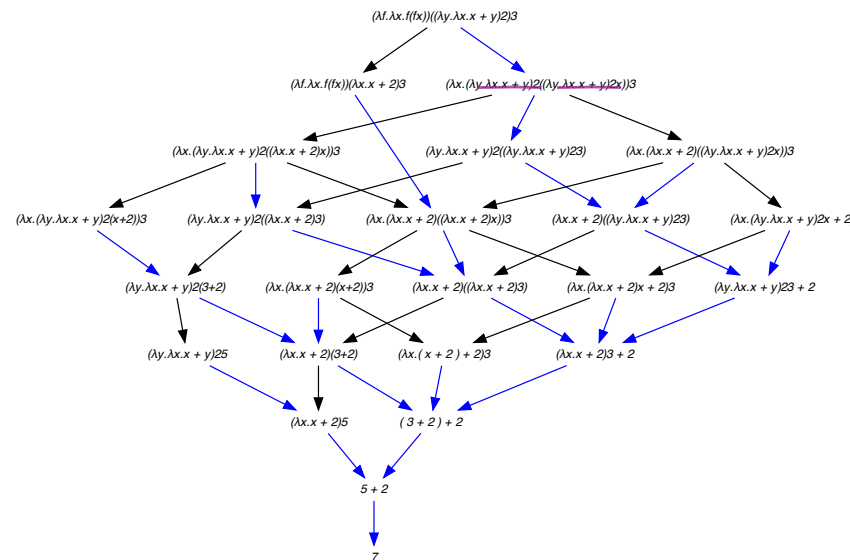 (λf.λx.f(fx))((λy.λx.x + y)2)3
(λf.λx.f(fx))(λx.x + 2)3 (λx.(λy.λx.x + y)2((λy.λx.x + y)2x))3
(λx.(λy.λx.x + y)2((λx.x + 2)x))3 (λy.λx.x + y)2((λy.λx.x + y)23) (λx.(λx.x + 2)((λy.λx.x + y)2x))3
(λx.(λy.λx.x + y)2(x+2))3 (λy.λx.x + y)2((λx.x + 2)3) (λx.(λx.x + 2)((λx.x + 2)x))3 (λx.x + 2)((λy.λx.x + y)23) (λx.(λy.λx.x + y)2x + 2
(λy.λx.x + y)2(3+2) (λx.(λx.x + 2)(x+2))3 (λx.x + 2)((λx.x + 2)3) (λx.(λx.x + 2)x + 2)3 (λy.λx.x + y)23 + 2
(λy.λx.x + y)25 (λx.x + 2)(3+2) (λx.( x + 2 ) + 2)3 (λx.x + 2)3 + 2
(λx.x + 2)5 ( 3 + 2 ) + 2
5 + 2
7